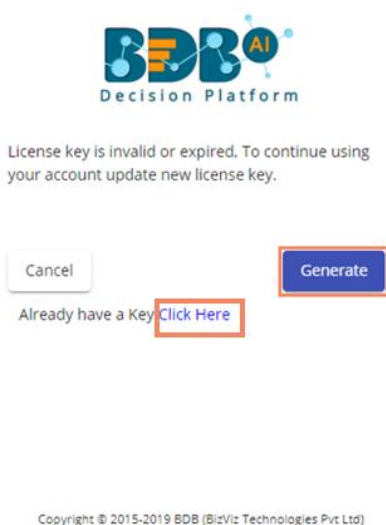 BDB AI
Decision Platform
License key is invalid or expired. To continue using
your account update new license key.
Cancel
Generate
Already have a Key Click Here
Copyright © 2015-2019 BDB (BizViz Technologies Pvt Ltd)